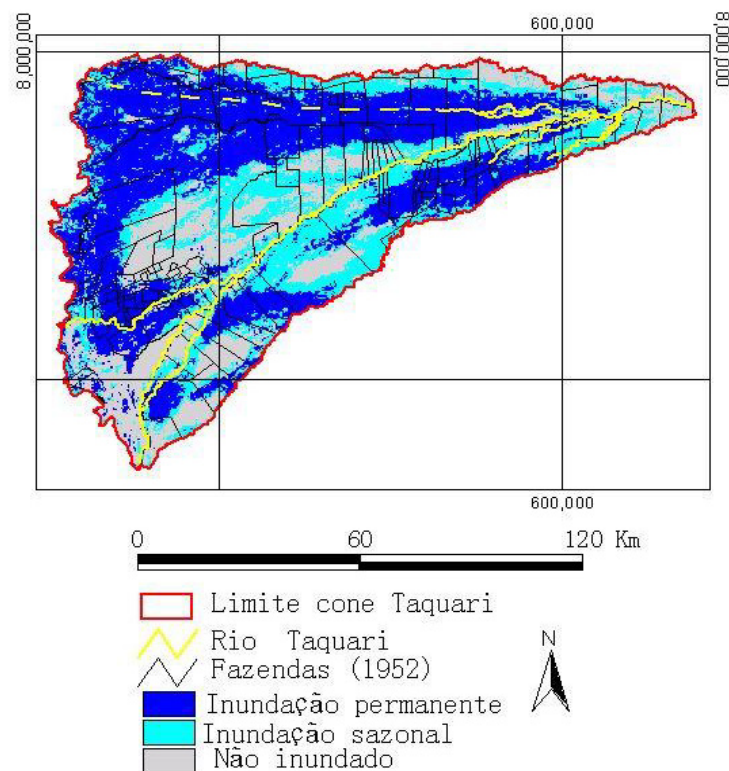 600,000
8,000,000
8,000,000
600,000
0 60 120 Km
Limite cone Taquari
Rio Taquari
Fazendas (1952)
N
Inundação permanente
Inundação sazonal
Não inundado